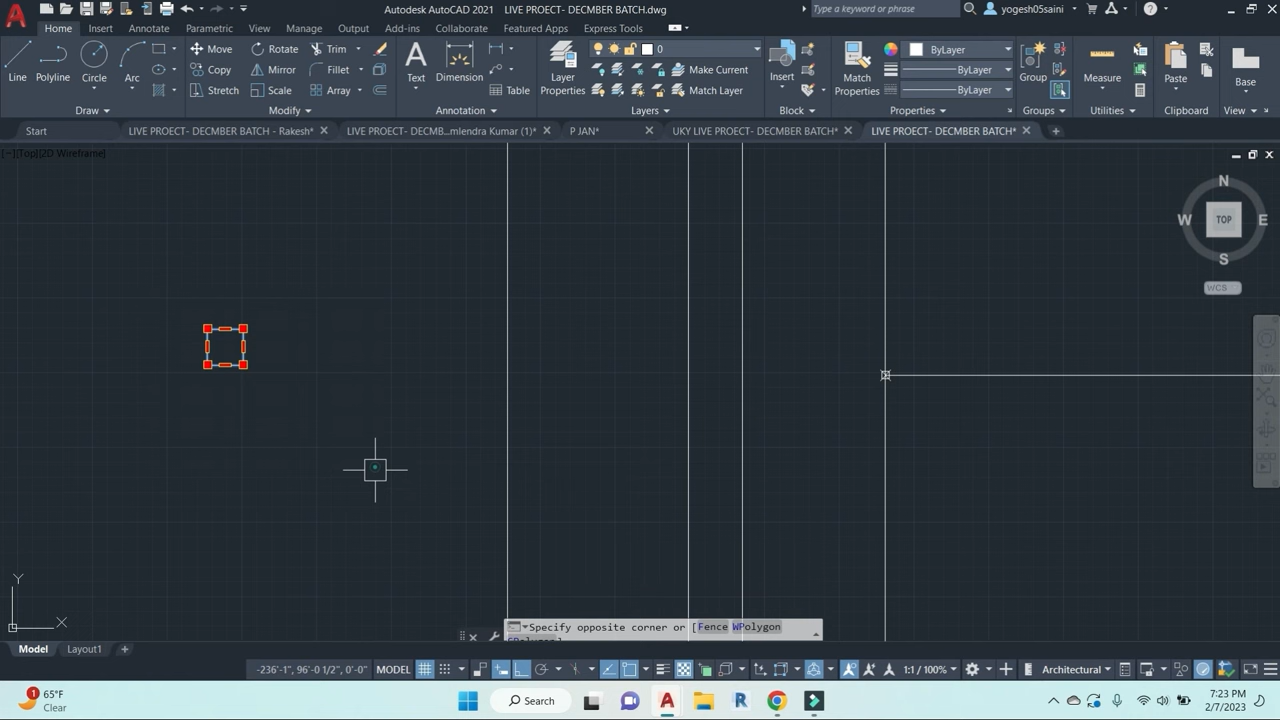 Autodesk AutoCAD 2021 LIVE PROECT- DECMBER BATCH.dwg
Type a keyword or phrase
yogesh05saini
Home Insert Annotate Parametric View Manage Output Add-ins Collaborate Featured Apps Express Tools
Line
Polyline
Circle
Arc
Move
Rotate
Trim
Copy
Mirror
Fillet
Stretch
Scale
Array
Text
Dimension
Table
Layer
Properties
0
Make Current
Match Layer
Insert
Match
Properties
ByLayer
ByLayer
ByLayer
Group
Measure
Paste
Base
Draw Modify Annotation Layers Block Properties Groups Utilities Clipboard View
Start
LIVE PROECT- DECMBER BATCH - Rakesh*
LIVE PROECT- DECMB...mlendra Kumar (1)*
P JAN*
UKY LIVE PROECT- DECMBER BATCH*
LIVE PROECT- DECMBER BATCH*
[−][Top][2D Wireframe]
N
W
TOP
E
S
WCS
Y
X
Specify opposite corner or [Fence WPolygon
CPolygon]
Model
Layout1
-236'-1", 96'-0 1/2", 0'-0"
MODEL
1:1 / 100%
Architectural
1
65°F
Clear
Search
7:23 PM
2/7/2023